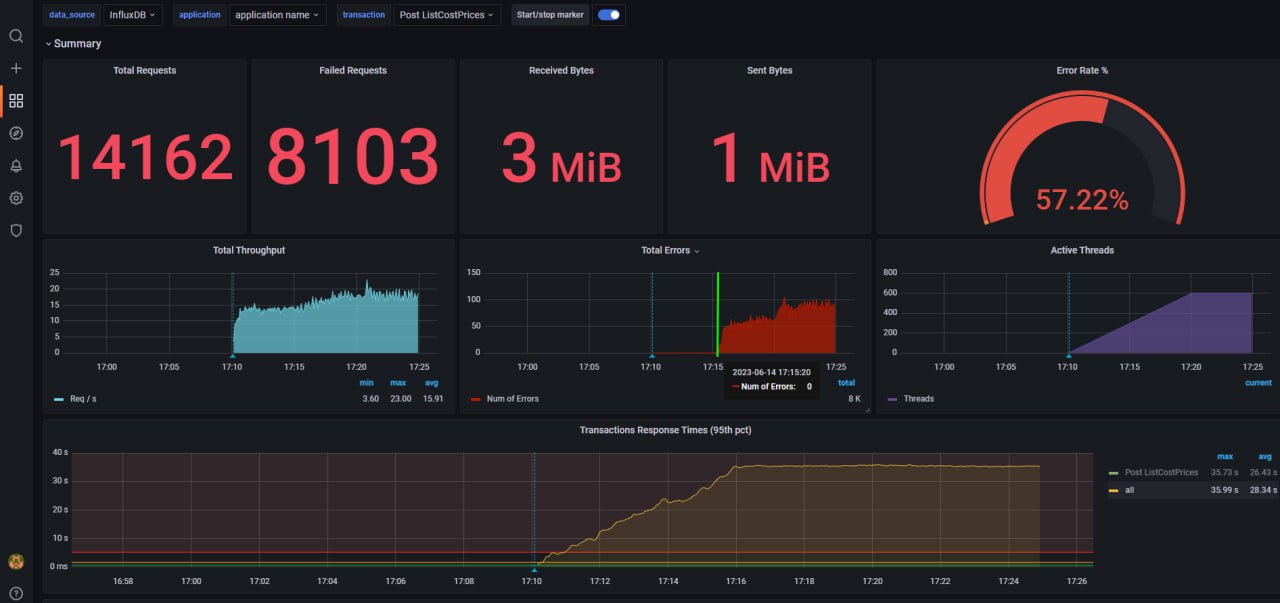 data_source InfluxDB application application name transaction Post ListCostPrices Start/stop marker
Summary
Total Requests
14162
Failed Requests
8103
Received Bytes
3 MiB
Sent Bytes
1 MiB
Error Rate %
57.22%
Total Throughput
25
20
15
10
5
0
17:00 17:05 17:10 17:15 17:20 17:25
min max avg
Req / s 3.60 23.00 15.91
Total Errors
150
100
50
0
17:00 17:05 17:10 17:15 17:25
2023-06-14 17:15:20
Num of Errors: 0
total
Num of Errors 8 K
Active Threads
800
600
400
200
0
17:00 17:05 17:10 17:15 17:20 17:25
current
Threads
Transactions Response Times (95th pct)
40 s
30 s
20 s
10 s
0 ms
16:58 17:00 17:02 17:04 17:06 17:08 17:10 17:12 17:14 17:16 17:18 17:20 17:22 17:24 17:26
max avg
Post ListCostPrices 35.73 s 26.43 s
all 35.99 s 28.34 s